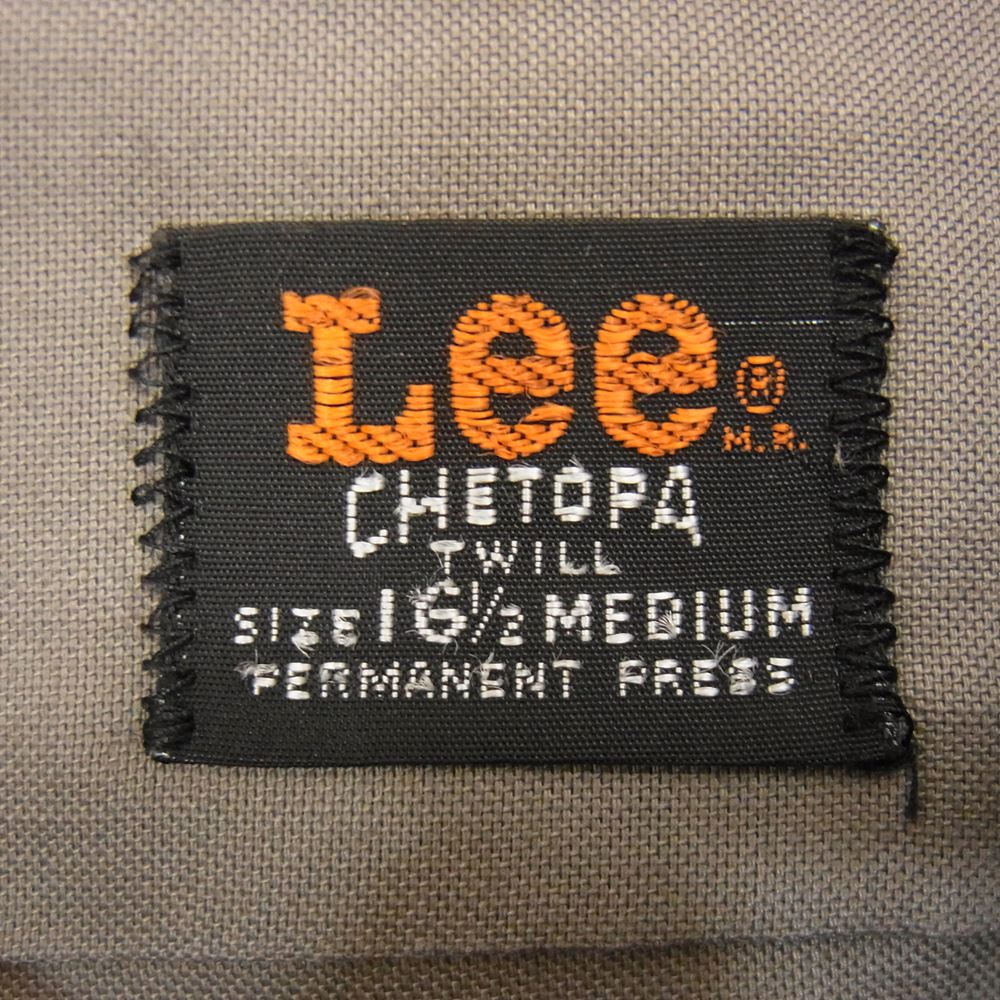 Lee ®
M.R.
CHETOPA
TWILL
SIZE 16½ MEDIUM
PERMANENT PRESS